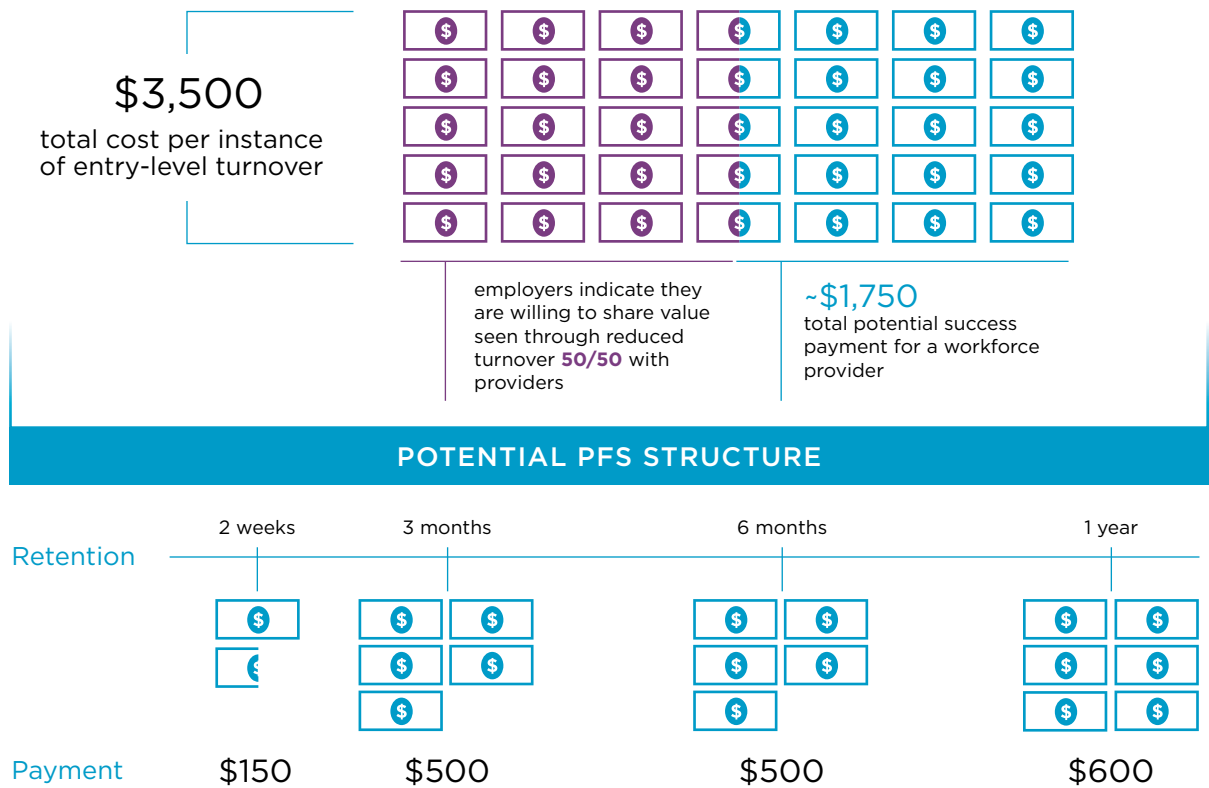 $3,500
total cost per instance
of entry-level turnover
$ $ $ $ $ $ $
$ $ $ $ $ $ $
$ $ $ $ $ $ $
$ $ $ $ $ $ $
$ $ $ $ $ $ $
employers indicate they
are willing to share value
seen through reduced
turnover 50/50 with
providers
~$1,750
total potential success
payment for a workforce
provider
POTENTIAL PFS STRUCTURE
2 weeks 3 months 6 months 1 year
Retention
$ $ $ $ $ $ $
$ $ $ $ $ $ $
$ $ $ $
Payment $150 $500 $500 $600